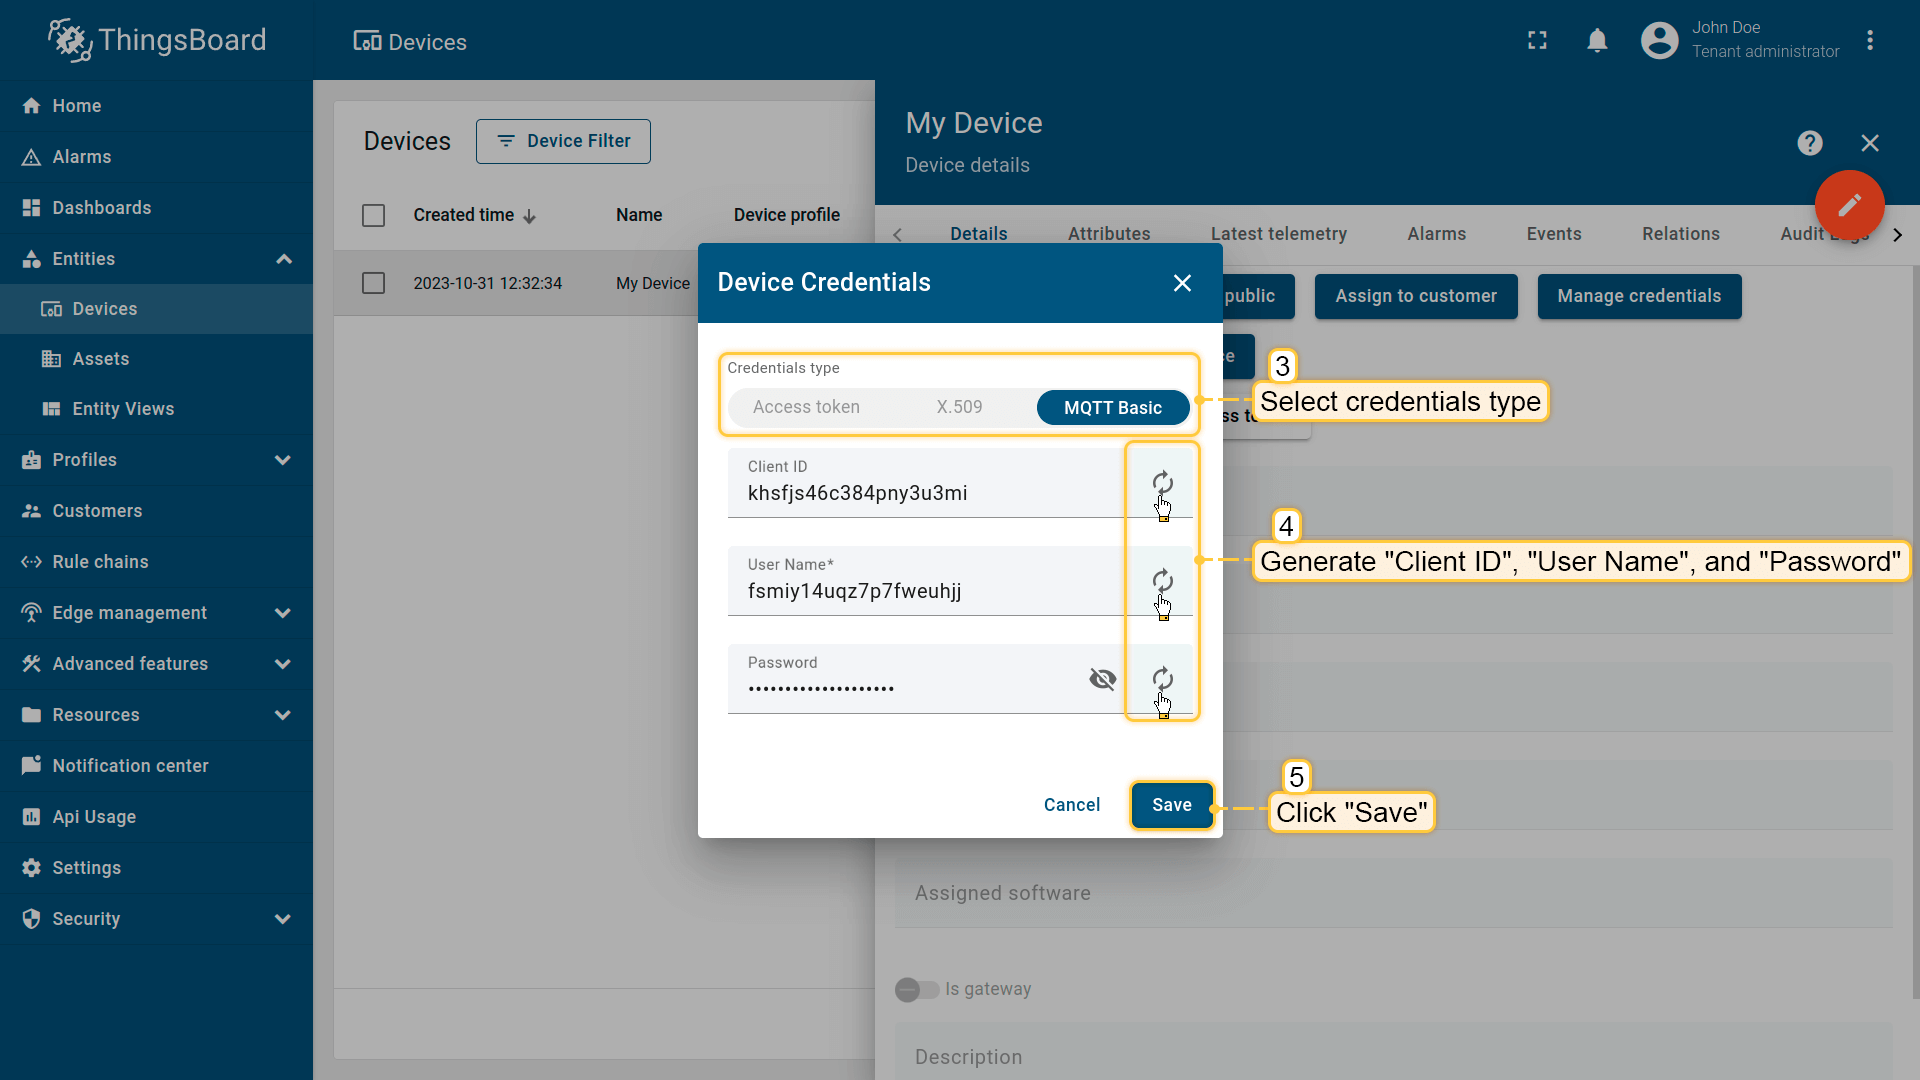 ThingsBoard
Devices
John Doe
Tenant administrator
Home
Alarms
Dashboards
Entities
Devices
Assets
Entity Views
Profiles
Customers
Rule chains
Edge management
Advanced features
Resources
Notification center
Api Usage
Settings
Security
Devices
Device Filter
Created time
Name
Device profile
2023-10-31 12:32:34
My Device
My Device
Device details
Details
Attributes
Latest telemetry
Alarms
Events
Relations
Audit
public
Assign to customer
Manage credentials
Device Credentials
Credentials type
Access token
X.509
MQTT Basic
3
Select credentials type
Client ID
khsfjs46c384pny3u3mi
User Name*
fsmiy14uqz7p7fweuhjj
4
Generate "Client ID", "User Name", and "Password"
Password
••••••••••••••••••••
Cancel
Save
5
Click "Save"
Assigned software
Is gateway
Description